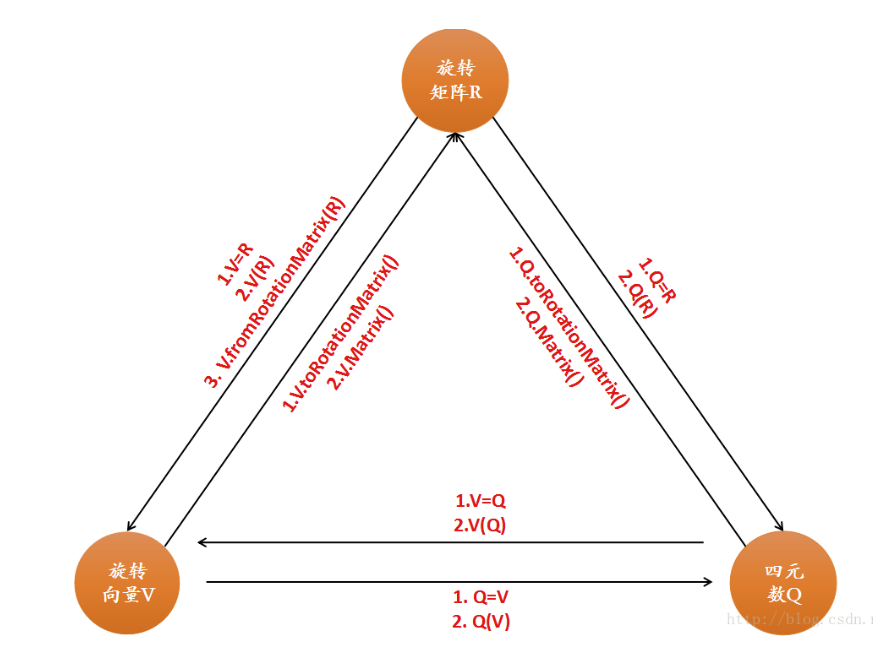 旋转
矩阵R
1.V=R
2.V(R)
3. V.fromRotationMatrix(R)
1.V.toRotationMatrix()
2.V.Matrix()
1.Q.toRotationMatrix()
2.Q.Matrix()
1.Q=R
2.Q(R)
1.V=Q
2.V(Q)
旋转
向量V
四元
数Q
1. Q=V
2. Q(V)
http://blog.csdn.n